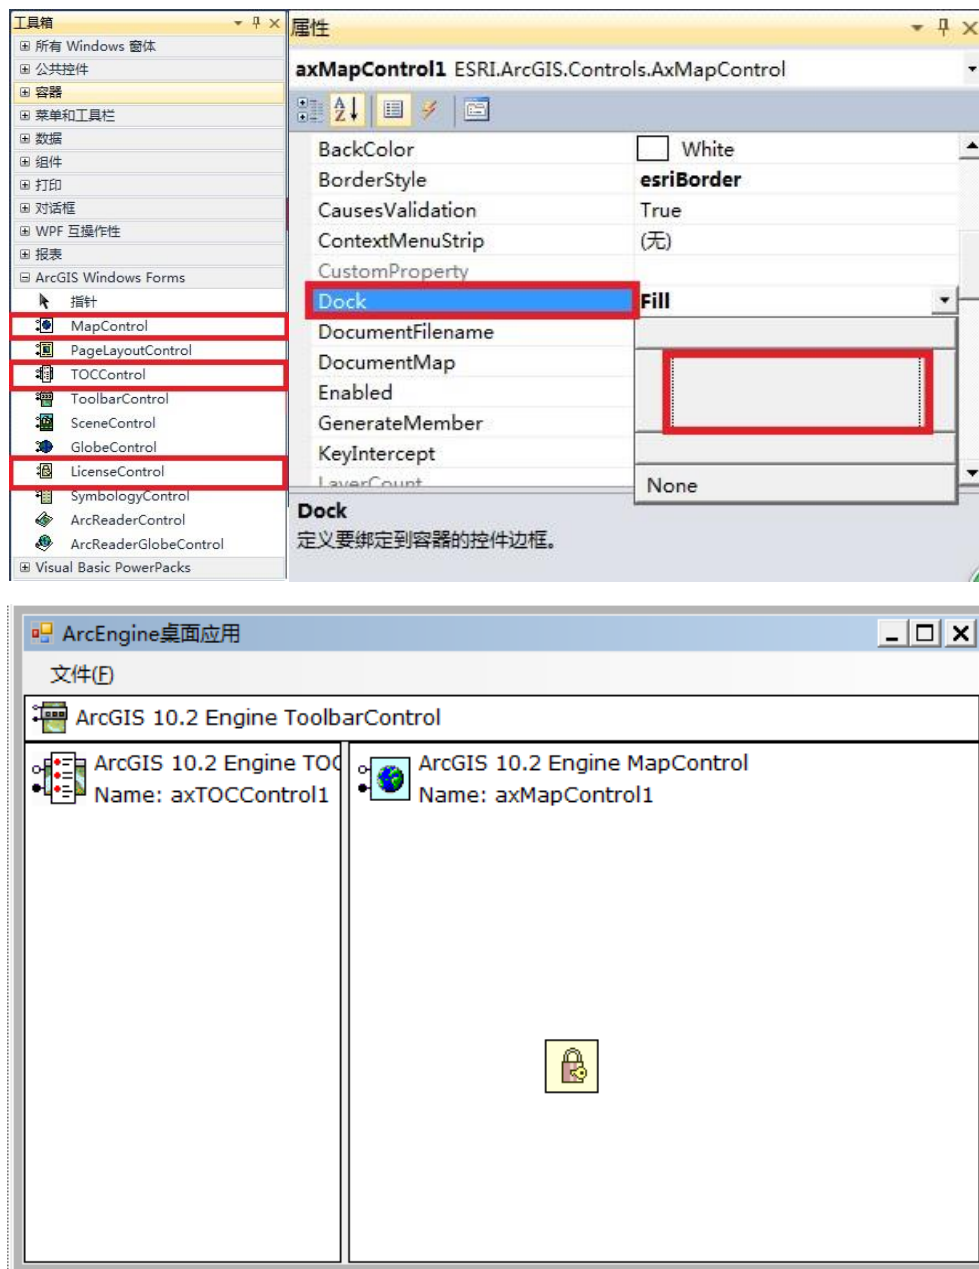 工具箱
所有 Windows 窗体
公共控件
容器
菜单和工具栏
数据
组件
打印
对话框
WPF 互操作性
报表
ArcGIS Windows Forms
指针
MapControl
PageLayoutControl
TOCControl
ToolbarControl
SceneControl
GlobeControl
LicenseControl
SymbologyControl
ArcReaderControl
ArcReaderGlobeControl
Visual Basic PowerPacks
属性
axMapControl1 ESRI.ArcGIS.Controls.AxMapControl
BackColor White
BorderStyle esriBorder
CausesValidation True
ContextMenuStrip (无)
CustomProperty
Dock Fill
DocumentFilename
DocumentMap
Enabled
GenerateMember
KeyIntercept
LayerCount
None
Dock
定义要绑定到容器的控件边框。
ArcEngine桌面应用
文件(F)
ArcGIS 10.2 Engine ToolbarControl
ArcGIS 10.2 Engine TOC
Name: axTOCControl1
ArcGIS 10.2 Engine MapControl
Name: axMapControl1